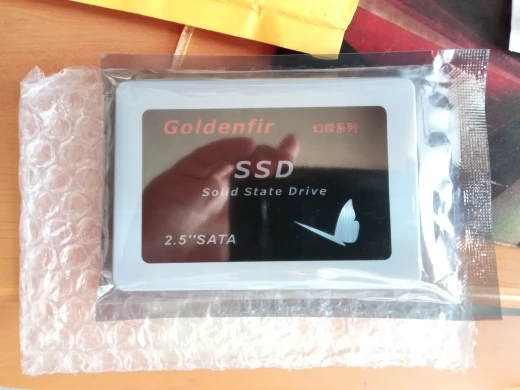 Goldenfir 幻蝶系列
SSD
Solid State Drive
2.5"SATA